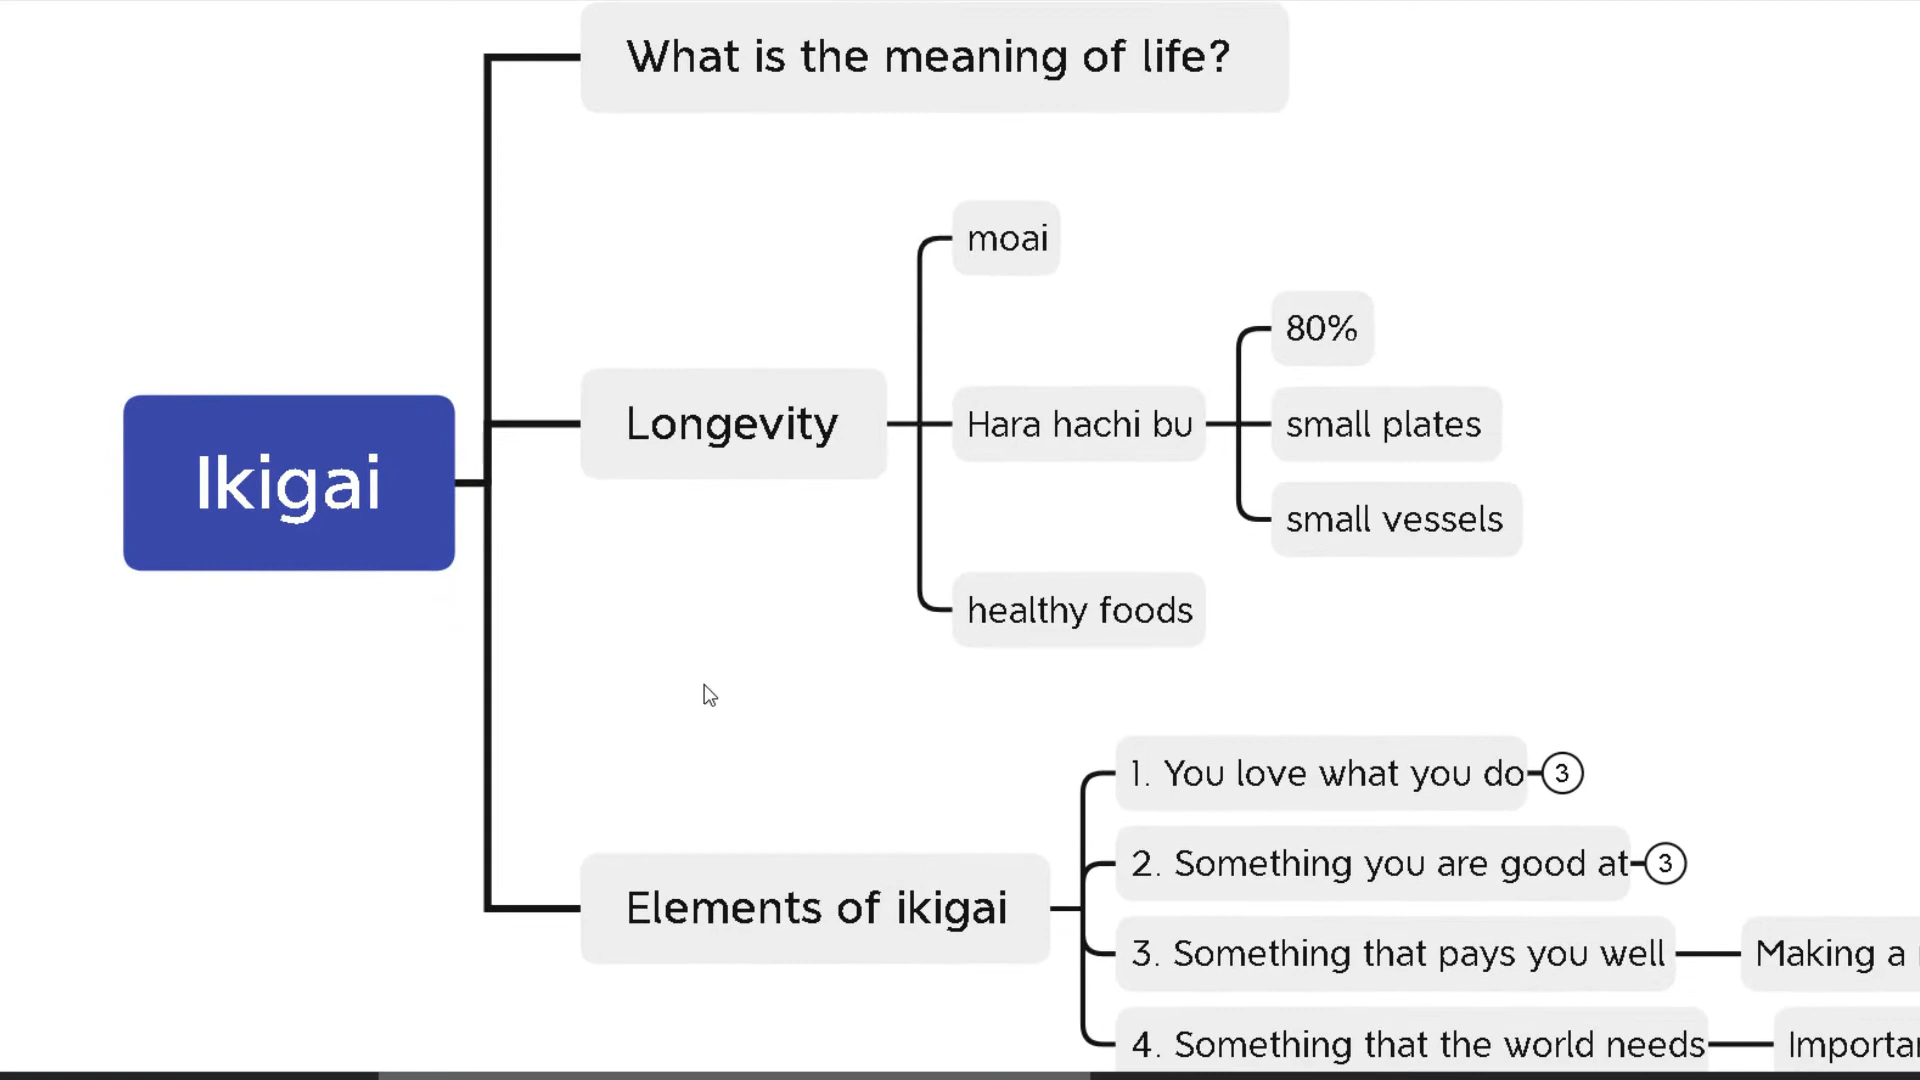 What is the meaning of life?
moai
80%
Longevity
Hara hachi bu
small plates
Ikigai
small vessels
healthy foods
1. You love what you do
3
2. Something you are good at
3
Elements of ikigai
3. Something that pays you well
Making a
4. Something that the world needs